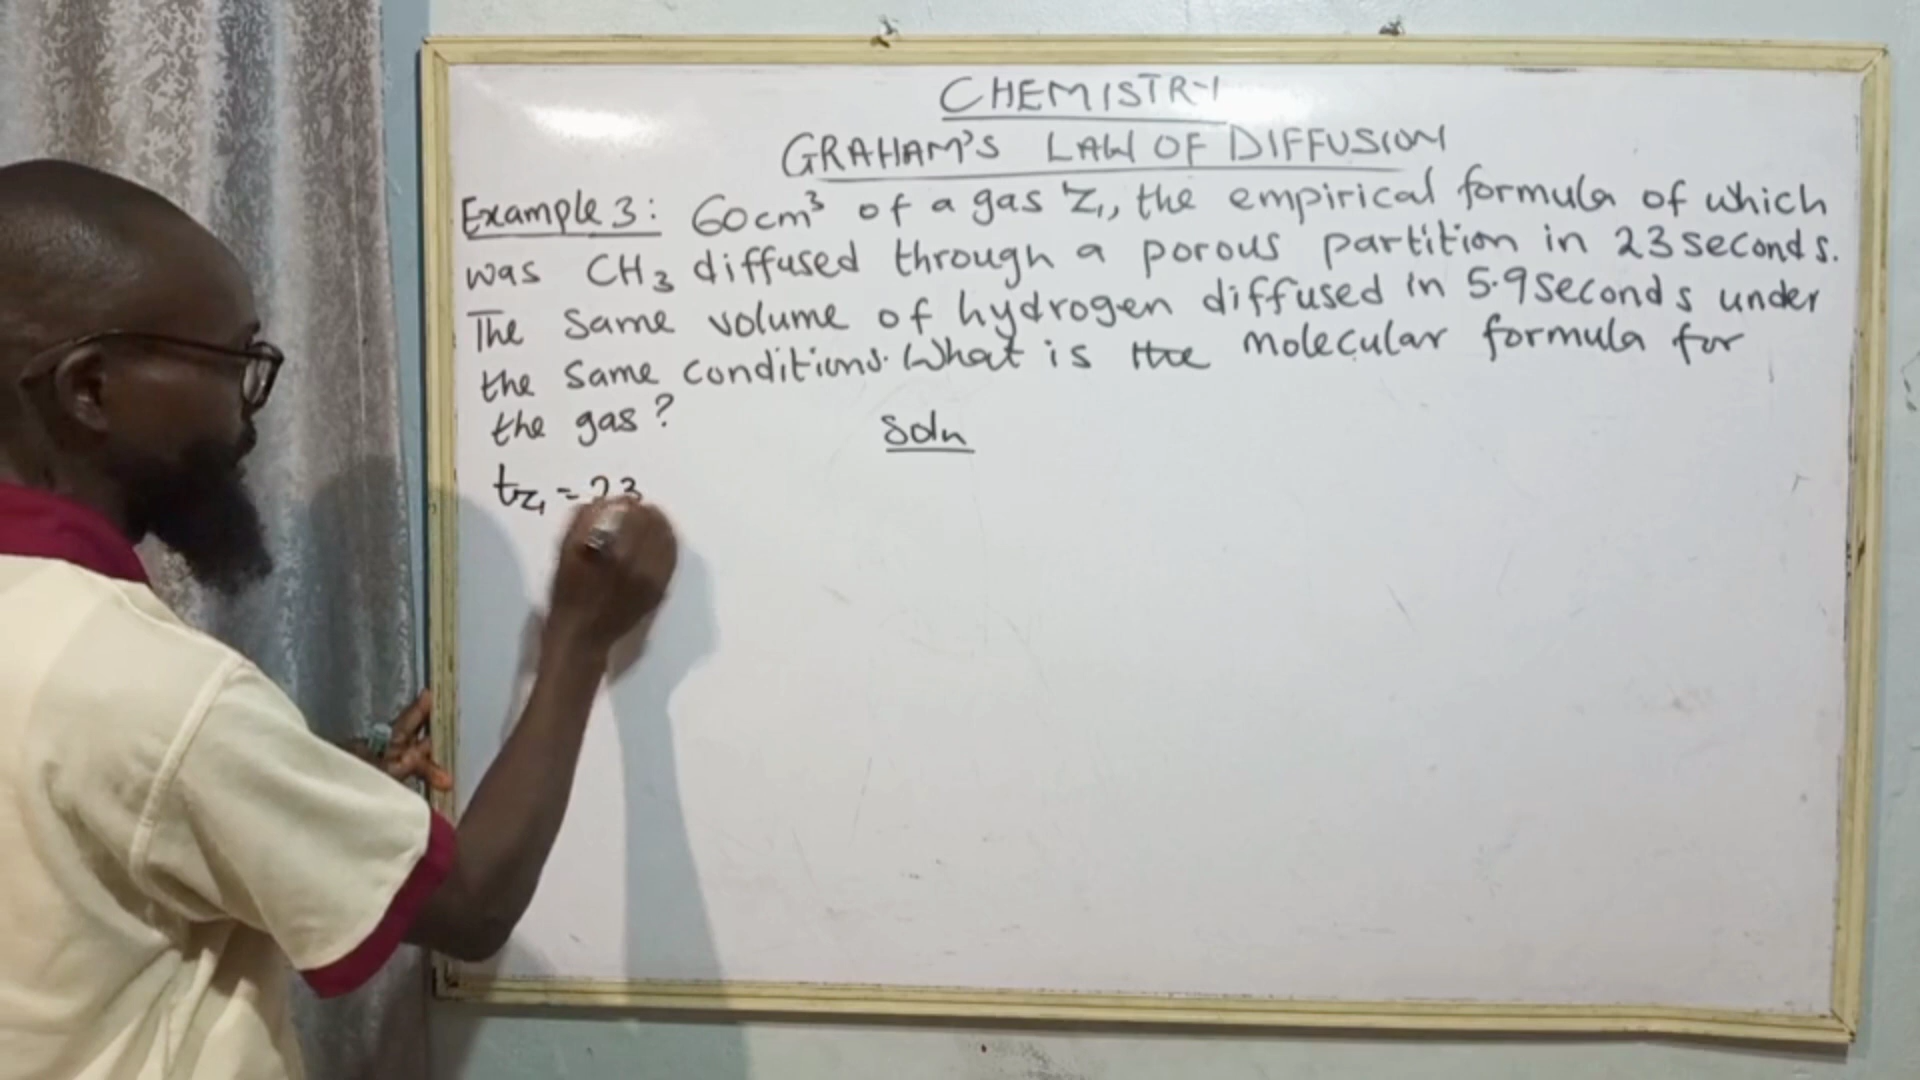 CHEMISTRY
GRAHAM'S LAW OF DIFFUSION
Example 3: 60cm³ of a gas Z₁, the empirical formula of which
was CH₃ diffused through a porous partition in 23 seconds.
The same volume of hydrogen diffused in 5.9 seconds under
the same conditions. What is the molecular formula for
the gas?
Soln
tz₁ = 23